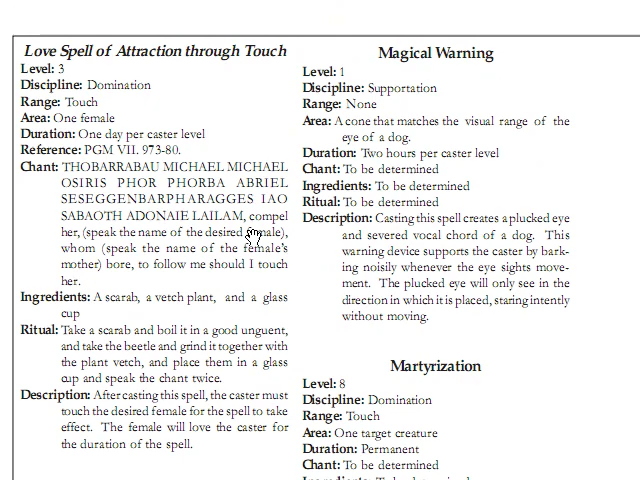 Love Spell of Attraction through Touch
Level: 3
Discipline: Domination
Range: Touch
Area: One female
Duration: One day per caster level
Reference: PGM VII. 973-80.
Chant: THOBARRABAU MICHAEL MICHAEL
OSIRIS PHOR PHORBA ABRIEL
SESEGGENBARPHARAGGES IAO
SABAOTH ADONAIE LAILAM, compel
her, (speak the name of the desired female),
whom (speak the name of the female's
mother) bore, to follow me should I touch
her.
Ingredients: A scarab, a vetch plant, and a glass
cup
Ritual: Take a scarab and boil it in a good unguent,
and take the beetle and grind it together with
the plant vetch, and place them in a glass
cup and speak the chant twice.
Description: After casting this spell, the caster must
touch the desired female for the spell to take
effect. The female will love the caster for
the duration of the spell.
Magical Warning
Level: 1
Discipline: Supportation
Range: None
Area: A cone that matches the visual range of the
eye of a dog.
Duration: Two hours per caster level
Chant: To be determined
Ingredients: To be determined
Ritual: To be determined
Description: Casting this spell creates a plucked eye
and severed vocal chord of a dog. This
warning device supports the caster by bark-
ing noisily whenever the eye sights move-
ment. The plucked eye will only see in the
direction in which it is placed, staring intently
without moving.
Martyrization
Level: 8
Discipline: Domination
Range: Touch
Area: One target creature
Duration: Permanent
Chant: To be determined